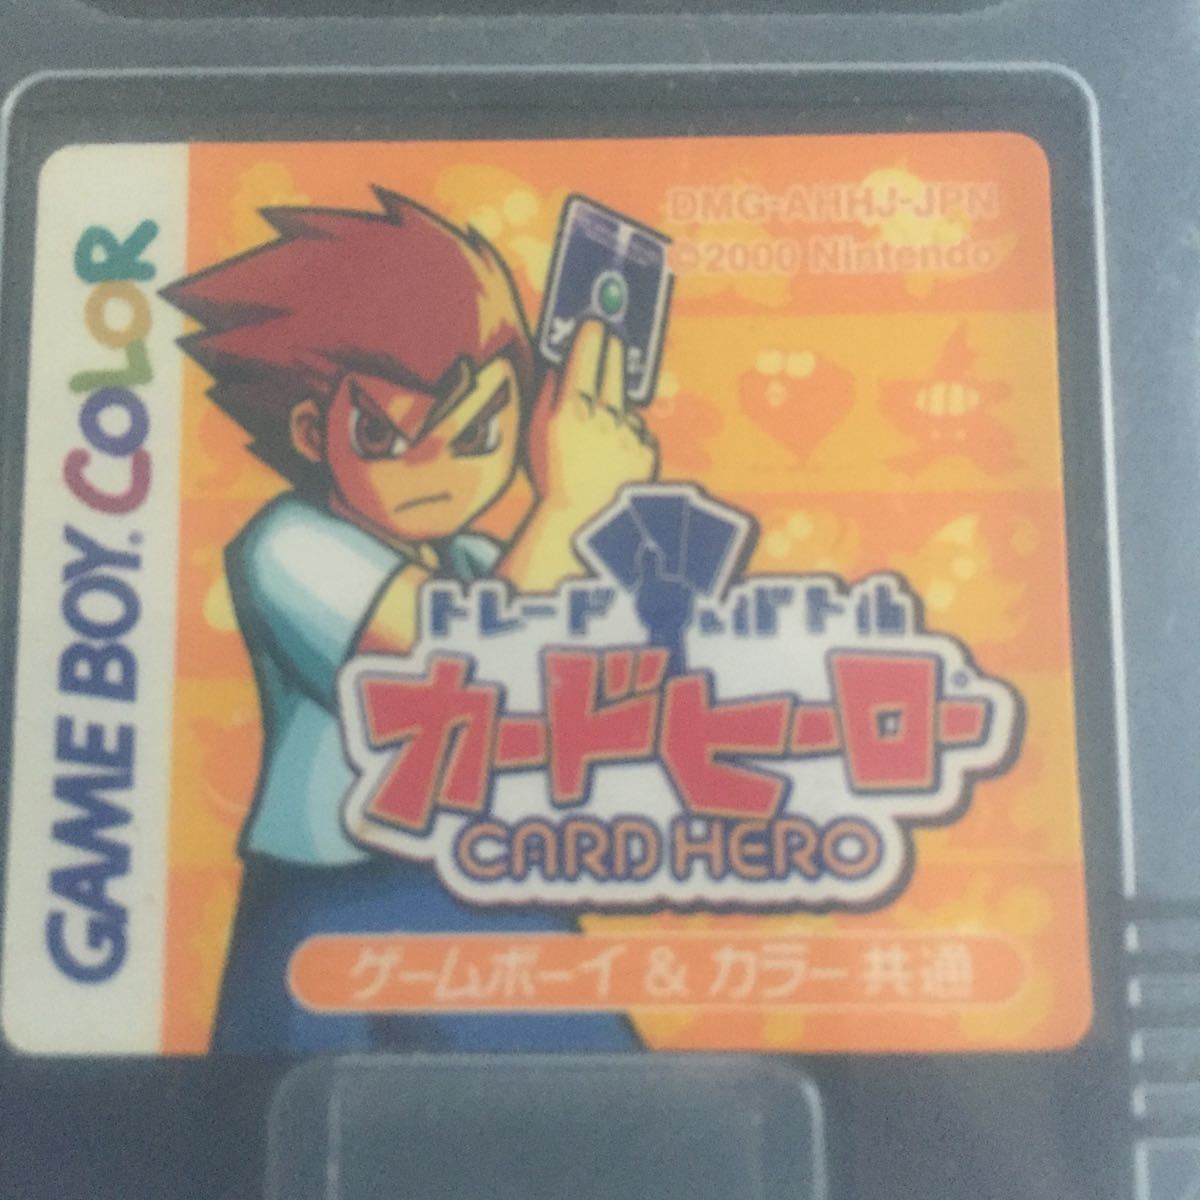 GAME BOY COLOR
DMG-AHHJ-JPN
©2000 Nintendo
トレード&バトル
カードヒーロー
CARD HERO
ゲームボーイ & カラー 共通